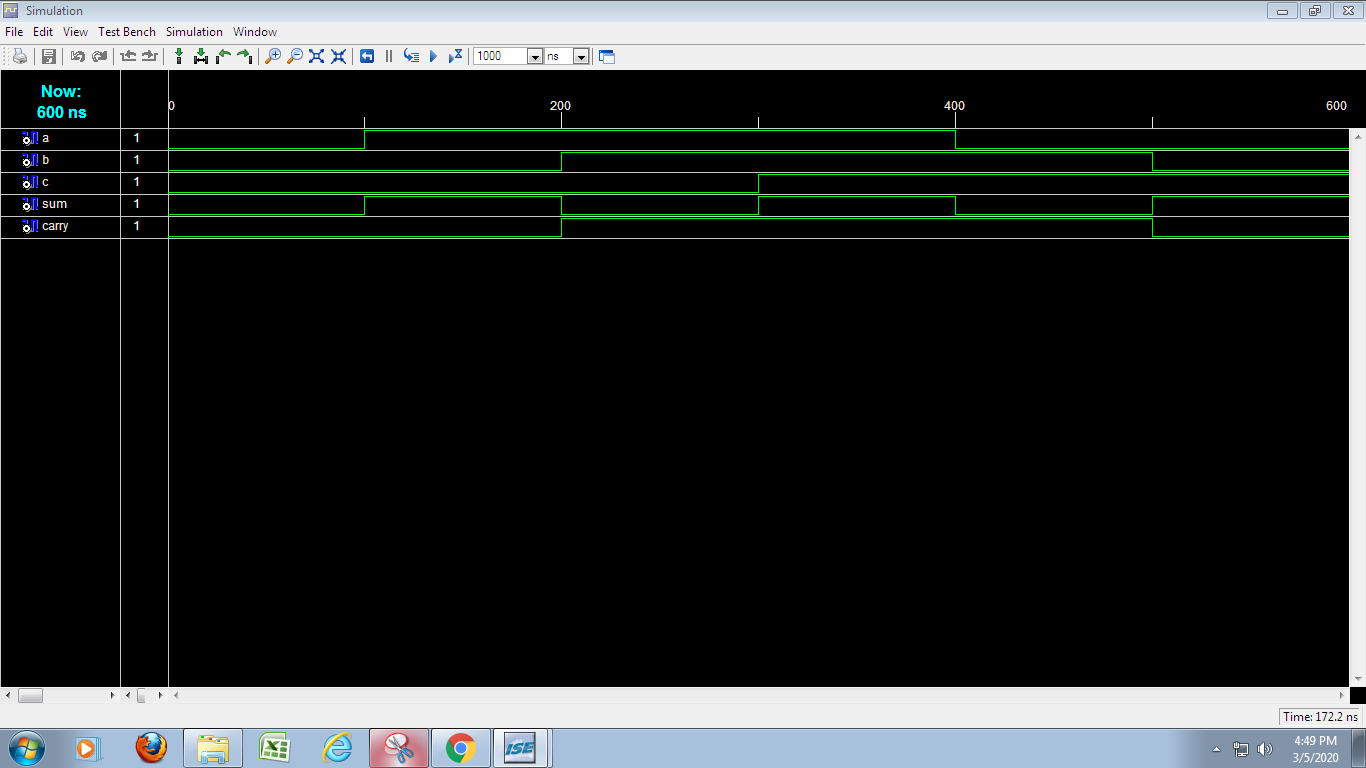 Simulation
File Edit View Test Bench Simulation Window
1000 ns
Now:
600 ns
0 200 400 600
a 1
b 1
c 1
sum 1
carry 1
Time: 172.2 ns
ISE
4:49 PM
3/5/2020